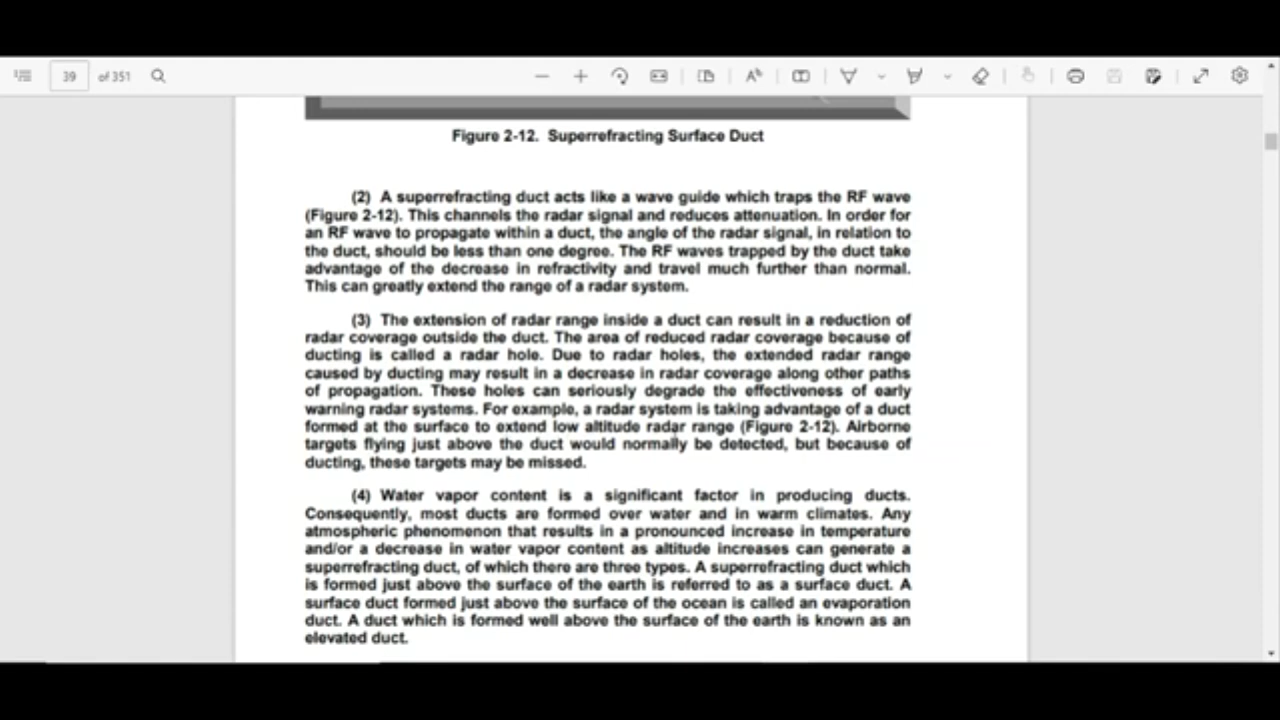 39 of 351
Figure 2-12. Superrefracting Surface Duct
(2) A superrefracting duct acts like a wave guide which traps the RF wave
(Figure 2-12). This channels the radar signal and reduces attenuation. In order for
an RF wave to propagate within a duct, the angle of the radar signal, in relation to
the duct, should be less than one degree. The RF waves trapped by the duct take
advantage of the decrease in refractivity and travel much further than normal.
This can greatly extend the range of a radar system.
(3) The extension of radar range inside a duct can result in a reduction of
radar coverage outside the duct. The area of reduced radar coverage because of
ducting is called a radar hole. Due to radar holes, the extended radar range
caused by ducting may result in a decrease in radar coverage along other paths
of propagation. These holes can seriously degrade the effectiveness of early
warning radar systems. For example, a radar system is taking advantage of a duct
formed at the surface to extend low altitude radar range (Figure 2-12). Airborne
targets flying just above the duct would normally be detected, but because of
ducting, these targets may be missed.
(4) Water vapor content is a significant factor in producing ducts.
Consequently, most ducts are formed over water and in warm climates. Any
atmospheric phenomenon that results in a pronounced increase in temperature
and/or a decrease in water vapor content as altitude increases can generate a
superrefracting duct, of which there are three types. A superrefracting duct which
is formed just above the surface of the earth is referred to as a surface duct. A
surface duct formed just above the surface of the ocean is called an evaporation
duct. A duct which is formed well above the surface of the earth is known as an
elevated duct.